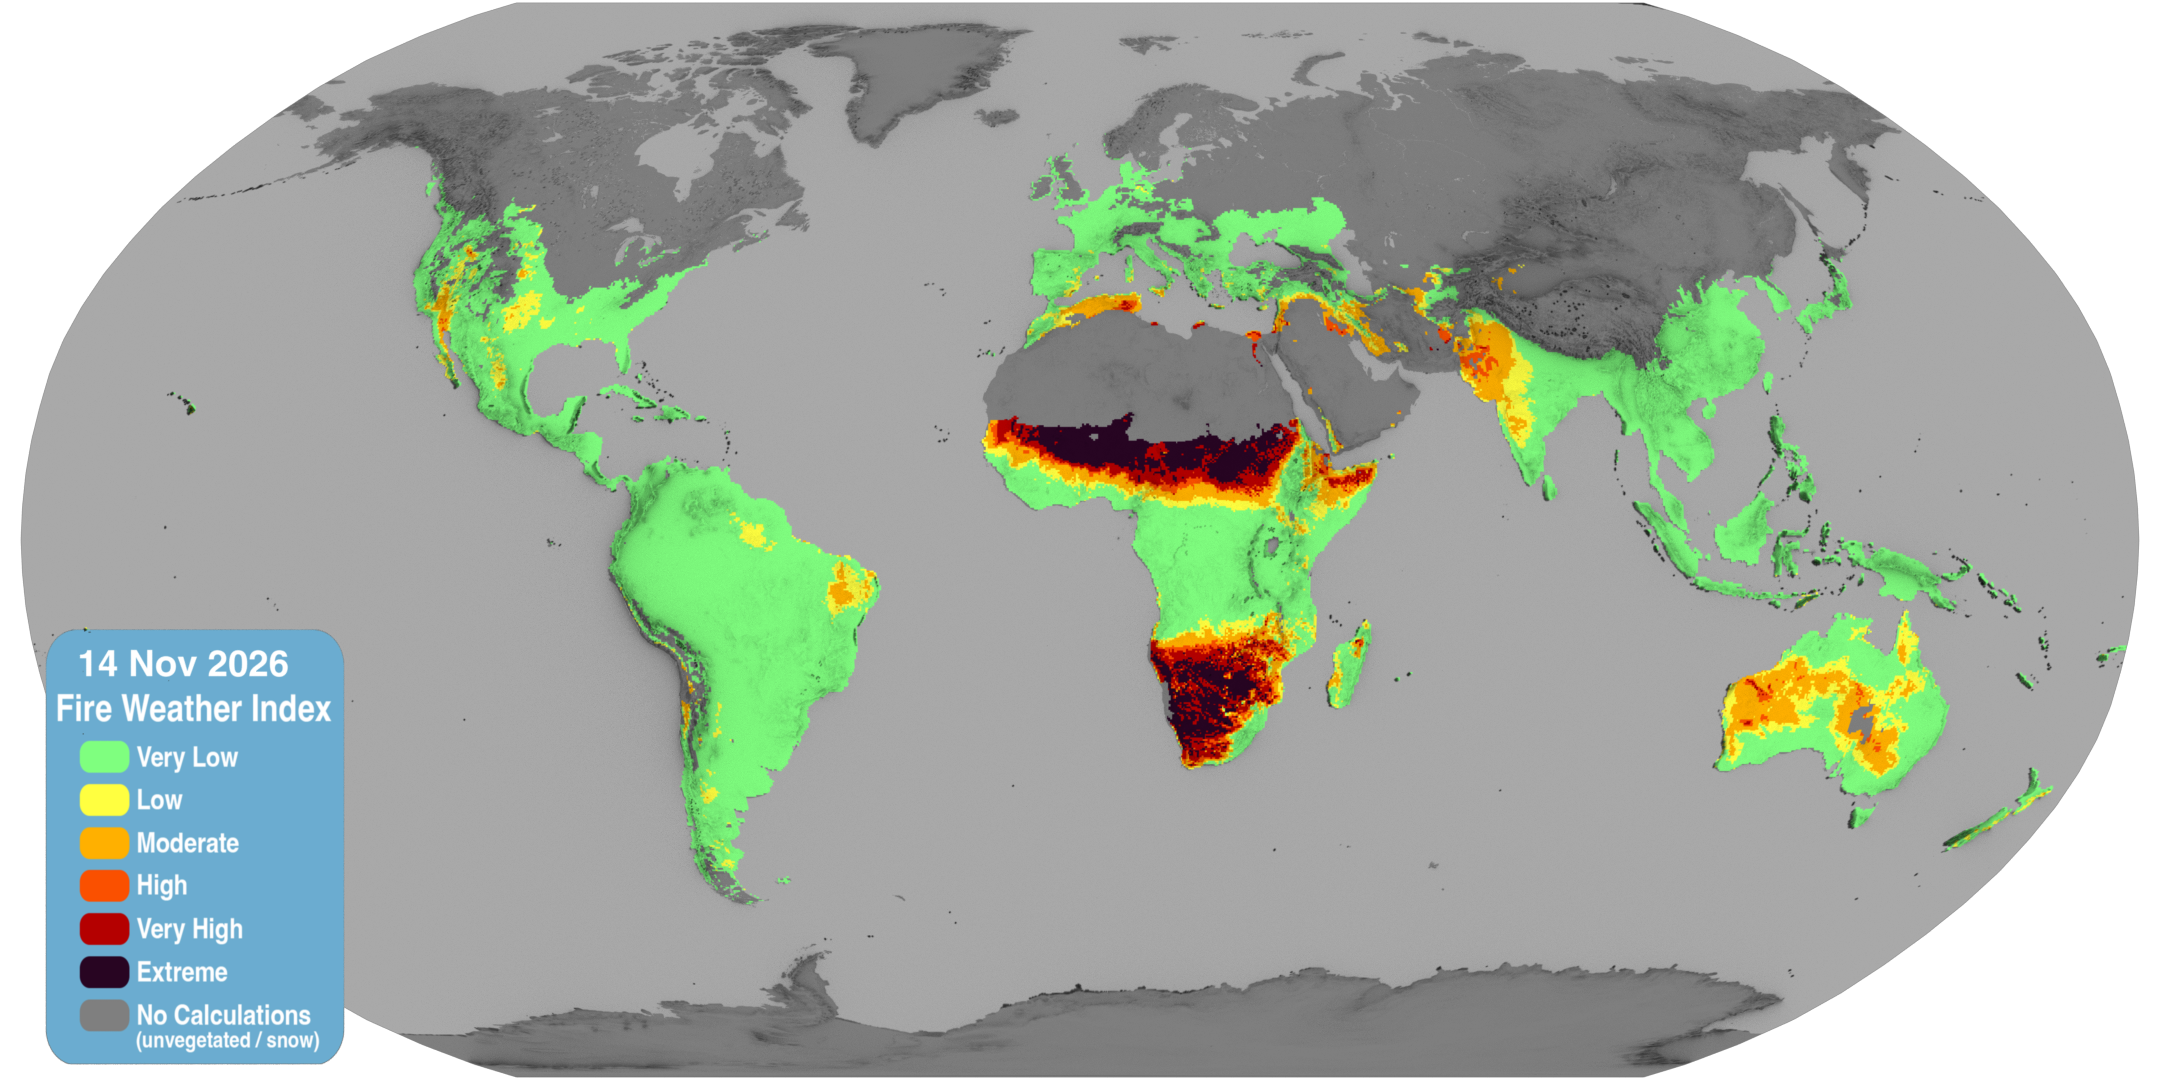 14 Nov 2026
Fire Weather Index
Very Low
Low
Moderate
High
Very High
Extreme
No Calculations
(unvegetated / snow)